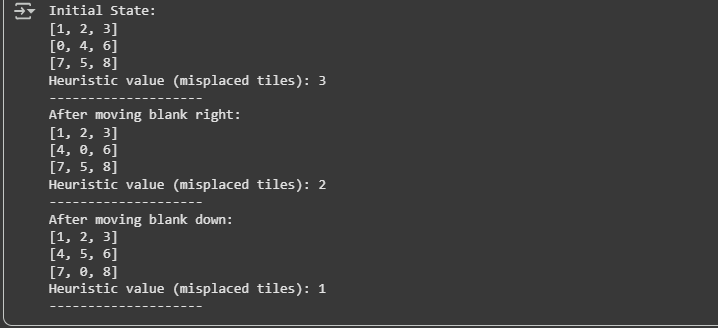 Initial State:
[1, 2, 3]
[0, 4, 6]
[7, 5, 8]
Heuristic value (misplaced tiles): 3
--------------------
After moving blank right:
[1, 2, 3]
[4, 0, 6]
[7, 5, 8]
Heuristic value (misplaced tiles): 2
--------------------
After moving blank down:
[1, 2, 3]
[4, 5, 6]
[7, 0, 8]
Heuristic value (misplaced tiles): 1
--------------------